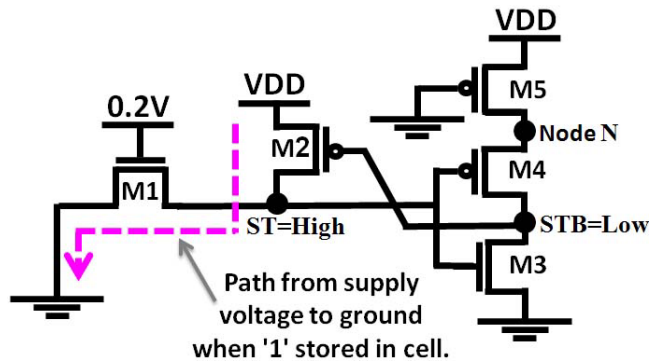 VDD
VDD
M5
0.2V
M2
Node N
M4
M1
ST=High
STB=Low
M3
Path from supply
voltage to ground
when '1' stored in cell.